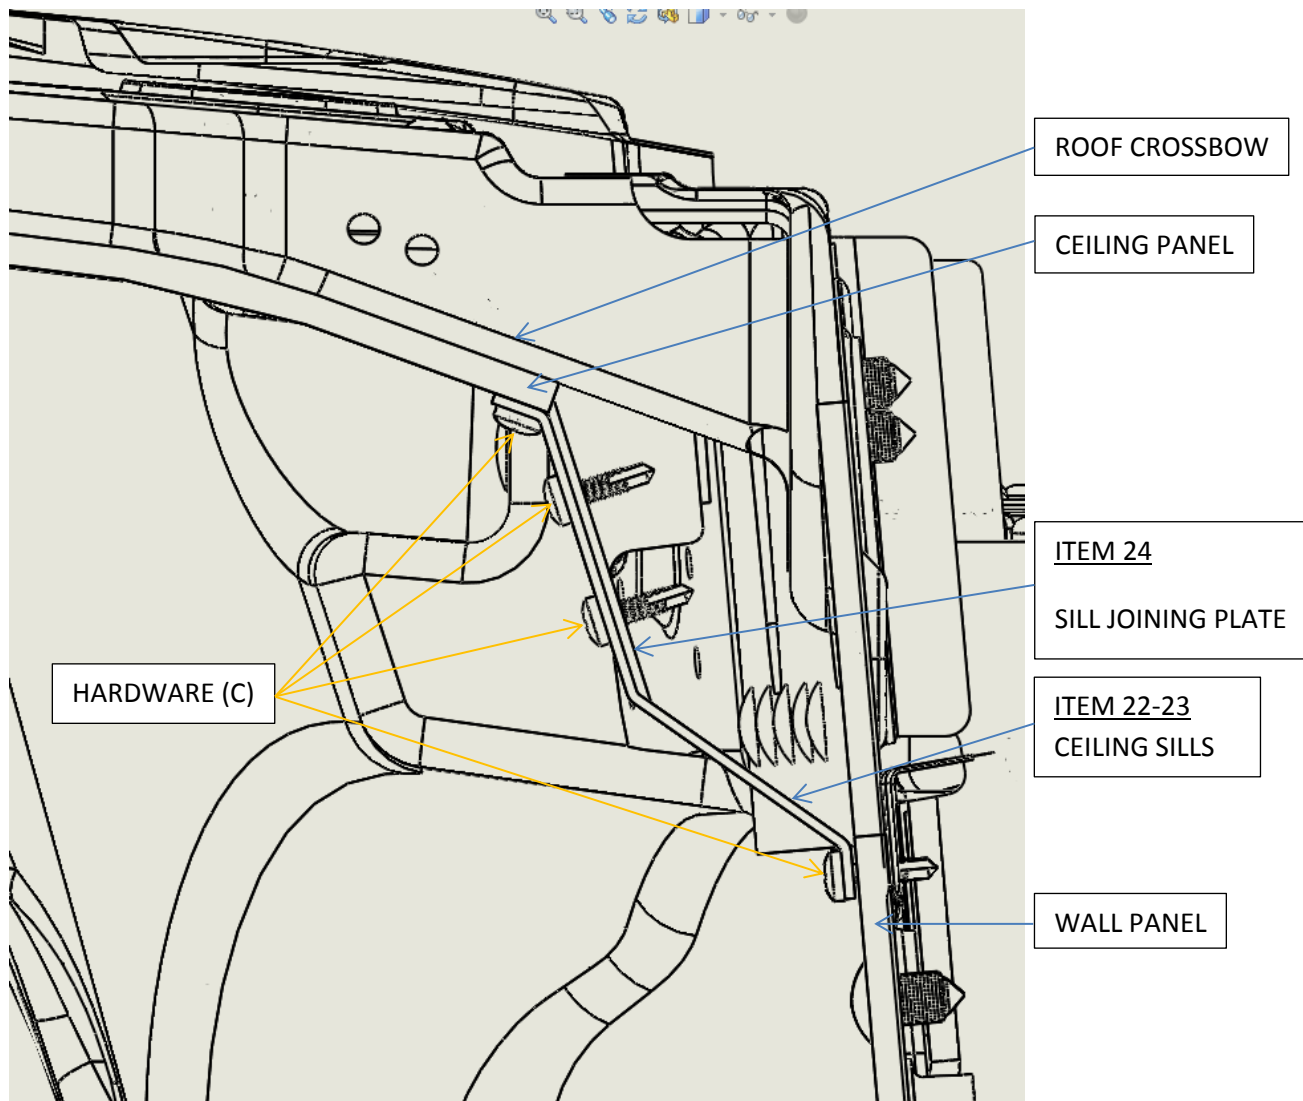 ROOF CROSSBOW
CEILING PANEL
ITEM 24
SILL JOINING PLATE
HARDWARE (C)
ITEM 22-23
CEILING SILLS
WALL PANEL